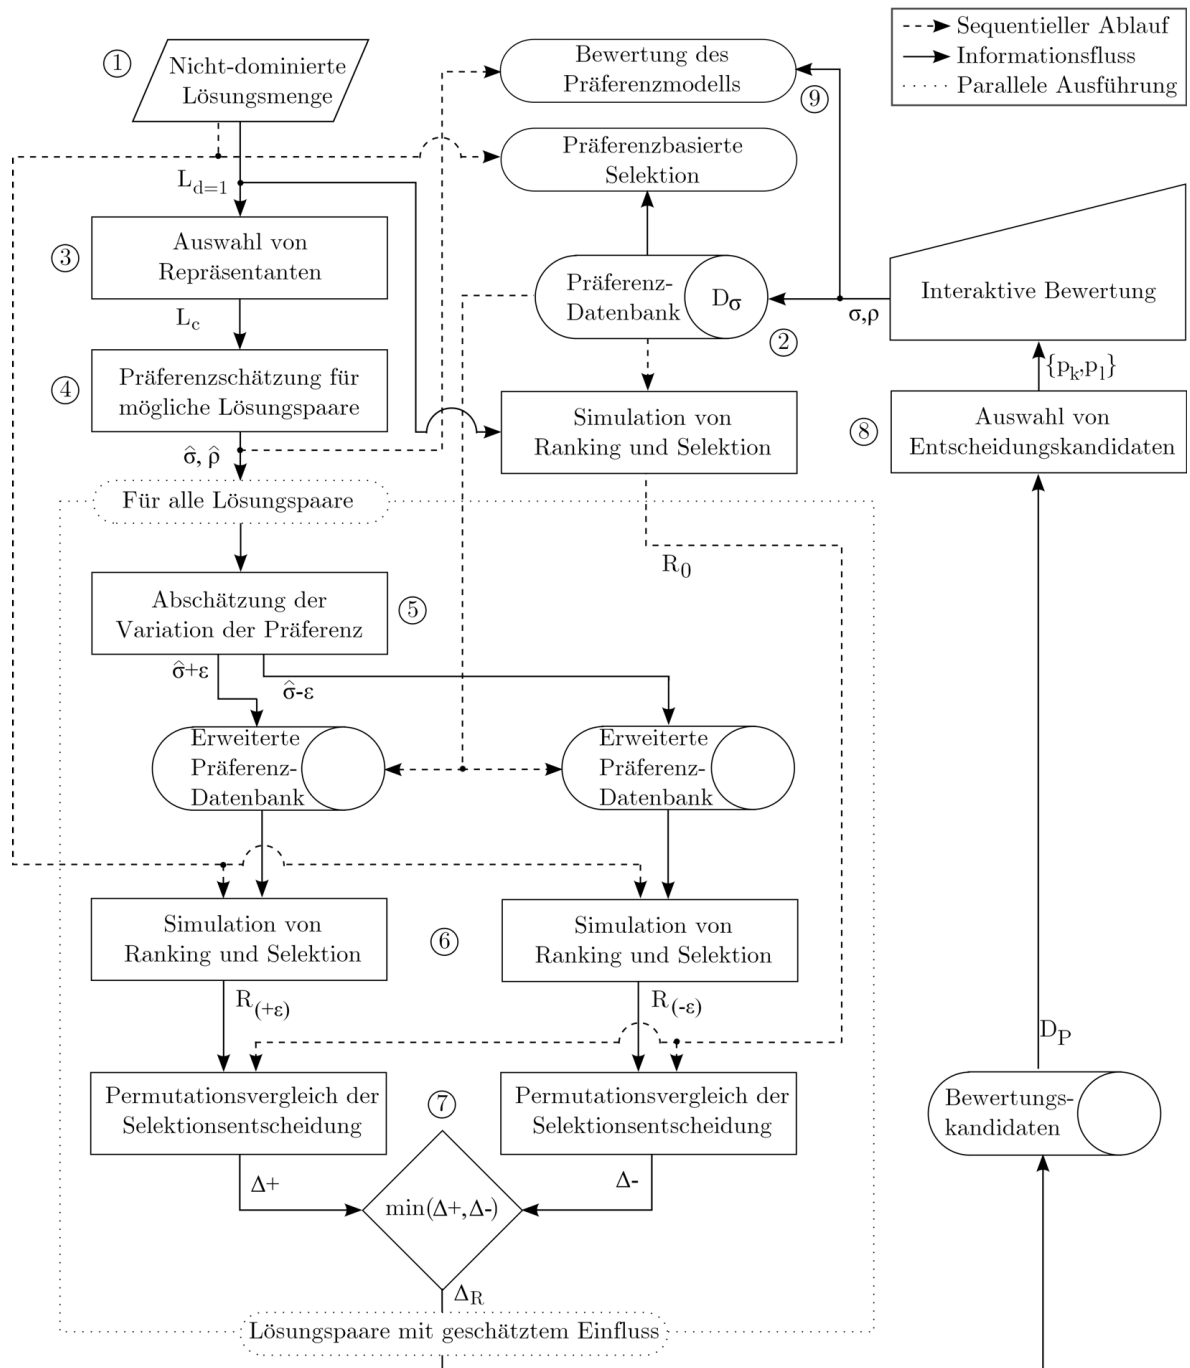 Sequentieller Ablauf
Informationsfluss
Parallele Ausführung
①
Nicht-dominierte
Lösungsmenge
Bewertung des
Präferenzmodells
⑨
Präferenzbasierte
Selektion
L_{d=1}
③
Auswahl von
Repräsentanten
Präferenz-
Datenbank
D_σ
②
σ,ρ
Interaktive Bewertung
L_c
④
Präferenzschätzung für
mögliche Lösungspaare
{p_k,p_l}
Simulation von
Ranking und Selektion
⑧
Auswahl von
Entscheidungskandidaten
σ̂, ρ̂
Für alle Lösungspaare
R_0
Abschätzung der
Variation der Präferenz
⑤
σ̂+ε
σ̂-ε
Erweiterte
Präferenz-
Datenbank
Erweiterte
Präferenz-
Datenbank
Simulation von
Ranking und Selektion
⑥
Simulation von
Ranking und Selektion
R_(+ε)
R_(-ε)
D_P
Permutationsvergleich der
Selektionsentscheidung
⑦
Permutationsvergleich der
Selektionsentscheidung
Bewertungs-
kandidaten
Δ+
Δ-
min(Δ+,Δ-)
Δ_R
Lösungspaare mit geschätztem Einfluss